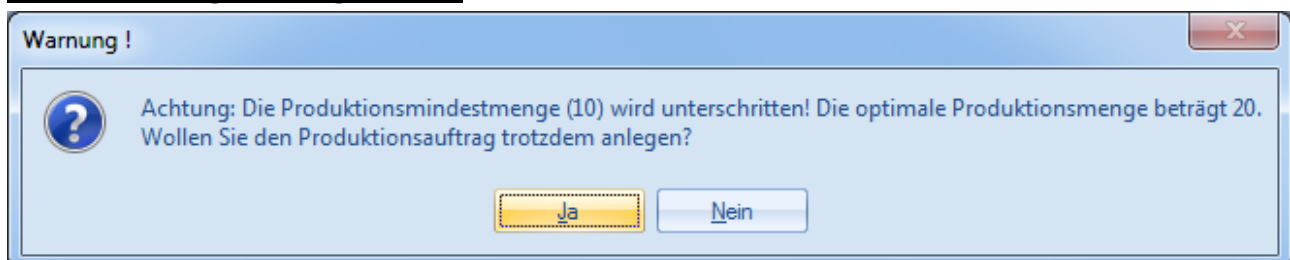 Warnung !
Achtung: Die Produktionsmindestmenge (10) wird unterschritten! Die optimale Produktionsmenge beträgt 20.
Wollen Sie den Produktionsauftrag trotzdem anlegen?
Ja
Nein